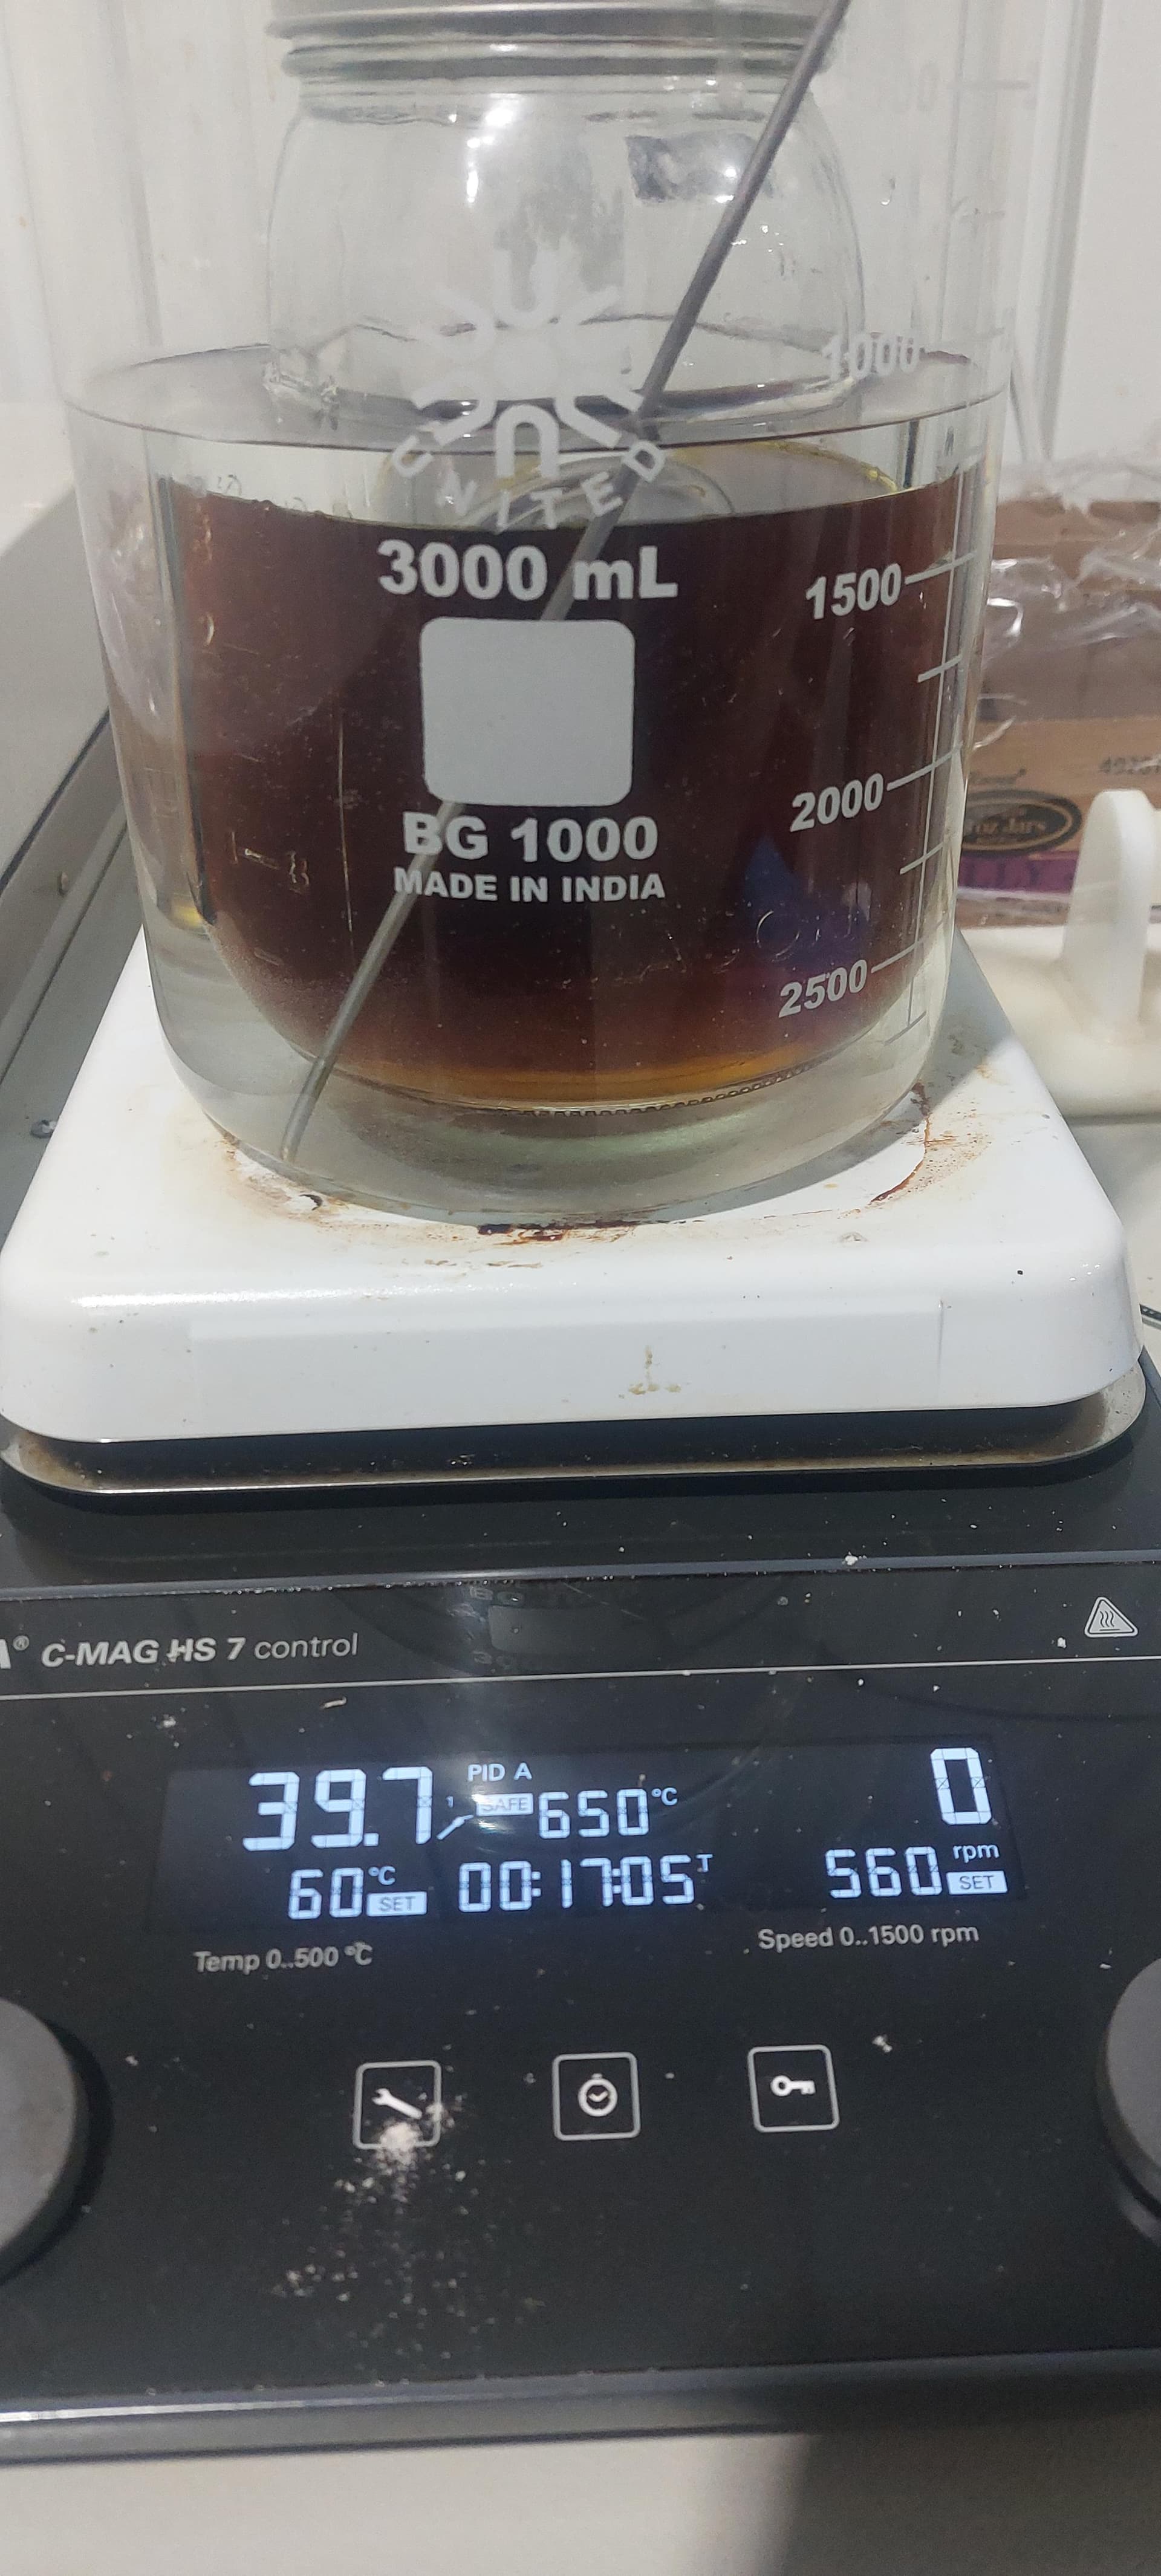 1000
UNITED
3000 mL
1500
2000
BG 1000
MADE IN INDIA
2500
C-MAG HS 7 control
39.7
PID A
SAFE 650 °C
0
60 °C SET
00:17:05 T
560 rpm SET
Temp 0..500 °C
Speed 0..1500 rpm